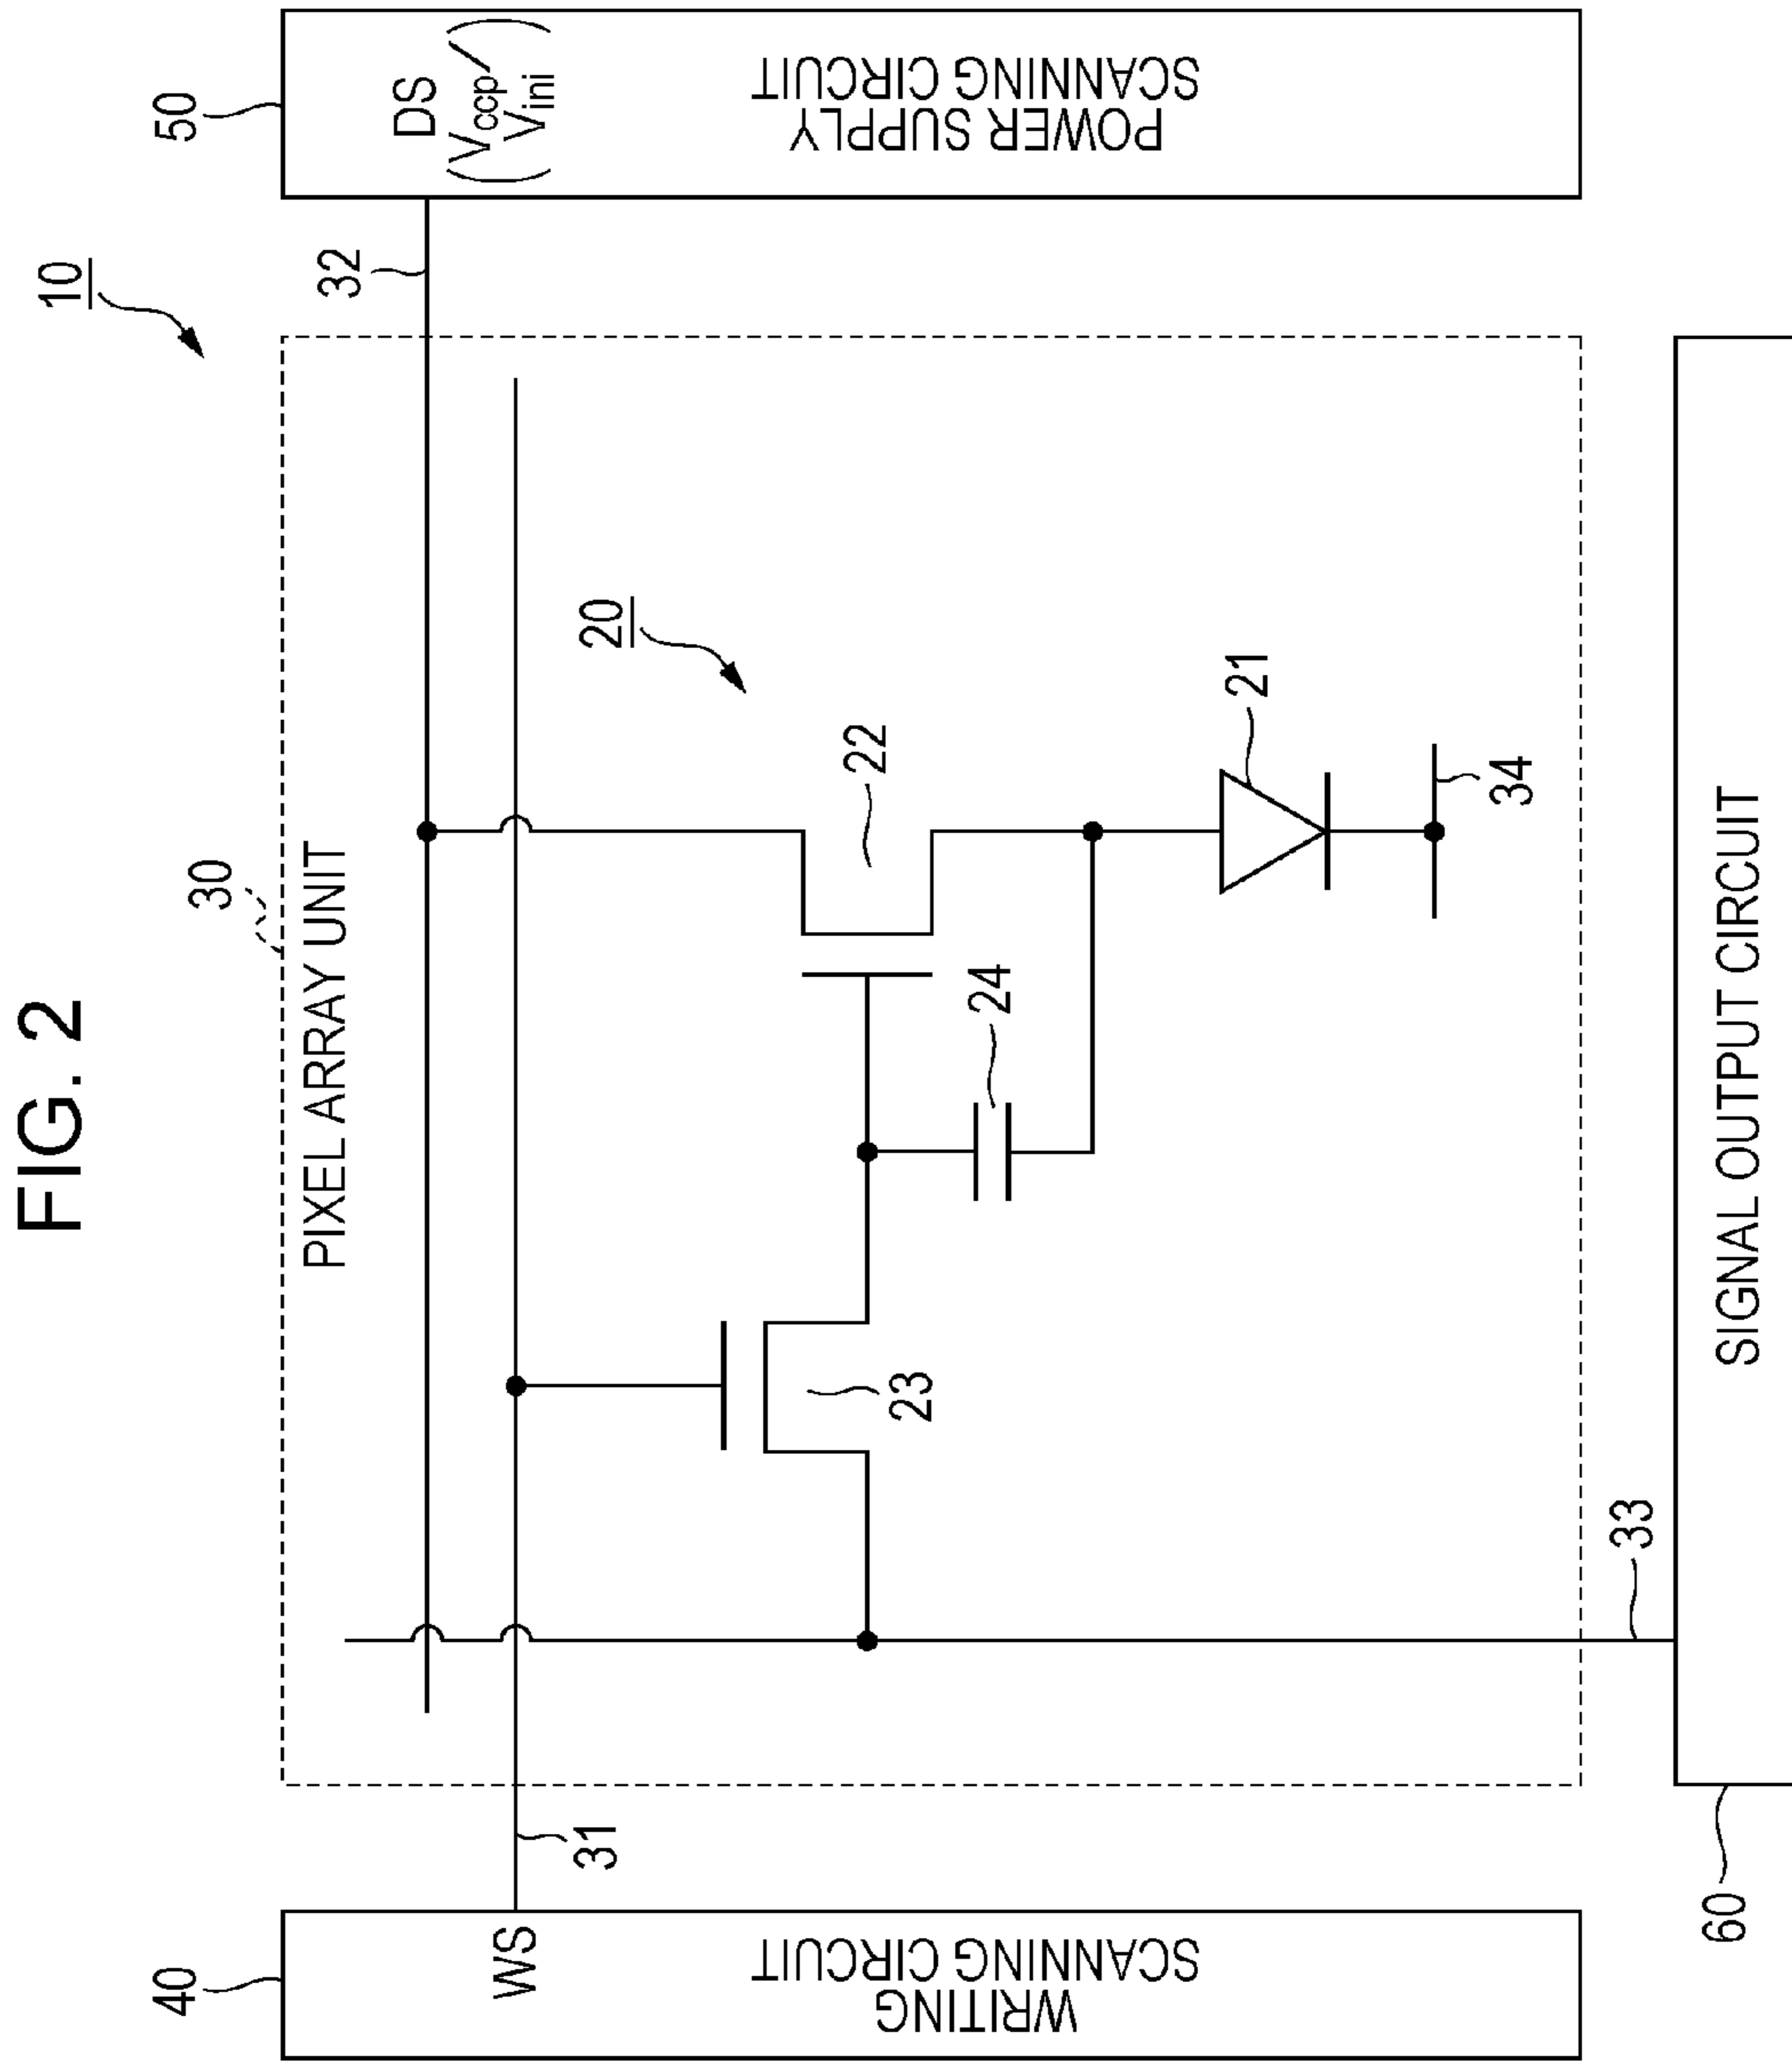 FIG. 2
10
30
PIXEL ARRAY UNIT
40
WS
WRITING
SCANNING CIRCUIT
31
32
50
DS
(Vccp/
Vini)
POWER SUPPLY
SCANNING CIRCUIT
20
22
23
24
21
34
33
60
SIGNAL OUTPUT CIRCUIT